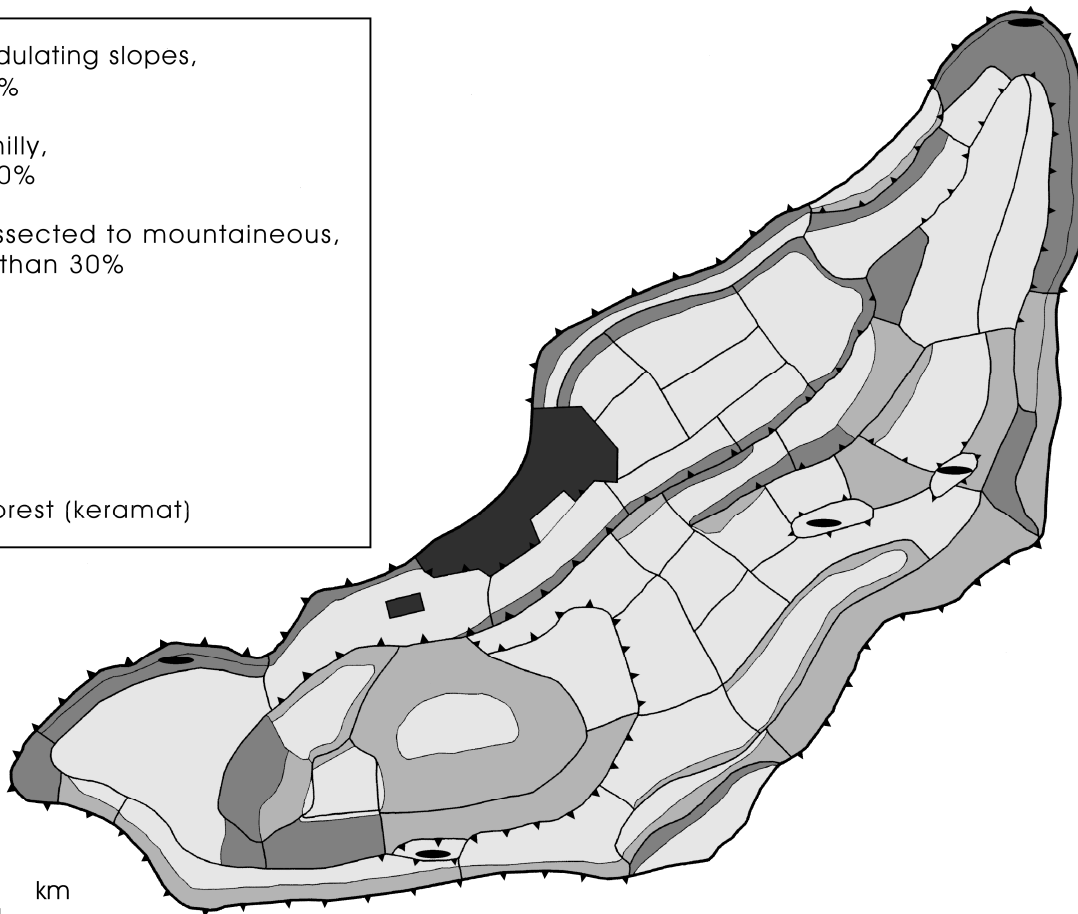 dulating slopes,
%
hilly,
0%
ssected to mountaineous,
than 30%
orest (keramat)
km